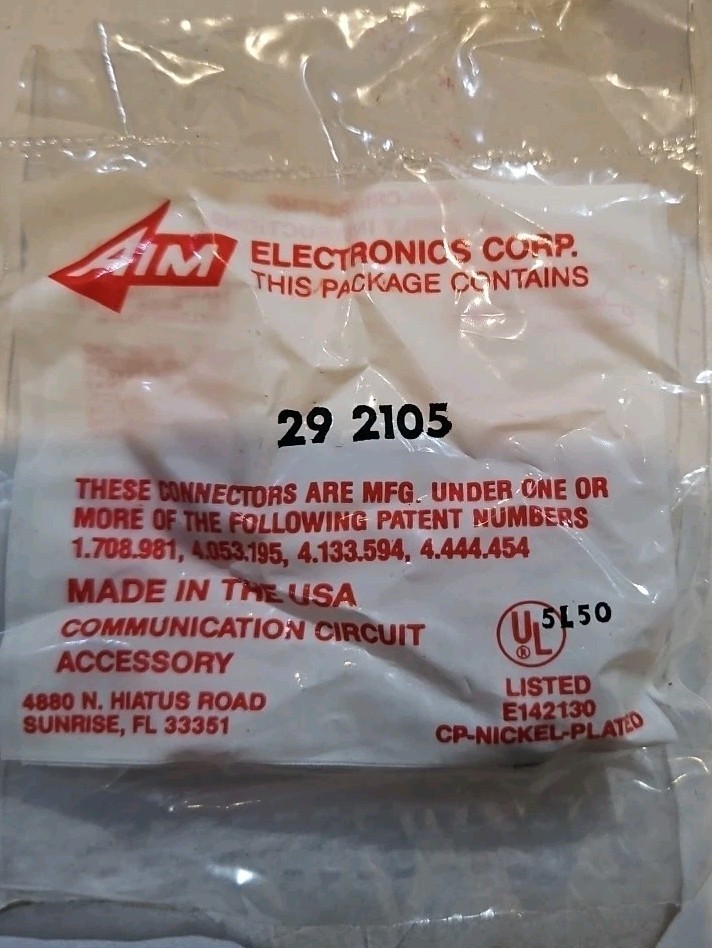 AIM ELECTRONICS CORP.
THIS PACKAGE CONTAINS
29 2105
THESE CONNECTORS ARE MFG. UNDER ONE OR
MORE OF THE FOLLOWING PATENT NUMBERS
1.708.981, 4.053.195, 4.133.594, 4.444.454
MADE IN THE USA
COMMUNICATION CIRCUIT
ACCESSORY
4880 N. HIATUS ROAD
SUNRISE, FL 33351
UL® 5L50
LISTED
E142130
CP-NICKEL-PLATED